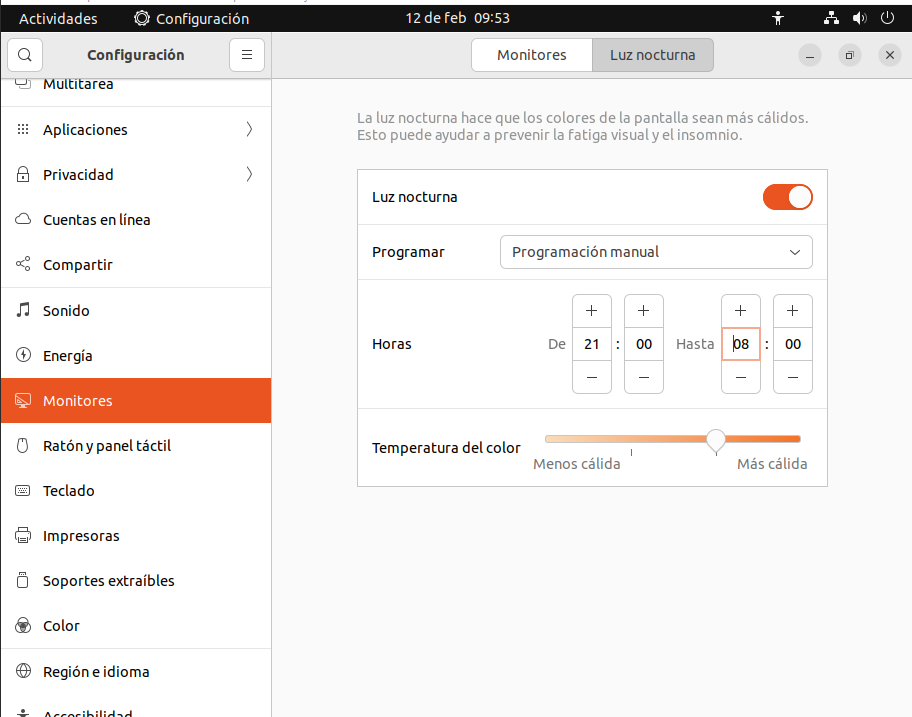 Actividades
Configuración
12 de feb 09:53
Configuración
Monitores
Luz nocturna
Multitarea
Aplicaciones
Privacidad
Cuentas en línea
Compartir
Sonido
Energía
Monitores
Ratón y panel táctil
Teclado
Impresoras
Soportes extraíbles
Color
Región e idioma
Accesibilidad
La luz nocturna hace que los colores de la pantalla sean más cálidos.
Esto puede ayudar a prevenir la fatiga visual y el insomnio.
Luz nocturna
Programar
Programación manual
Horas
De 21 : 00 Hasta 08 : 00
Temperatura del color
Menos cálida
Más cálida